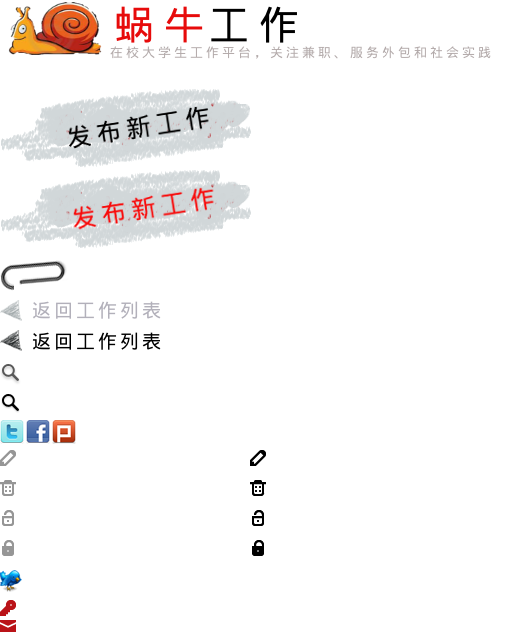 蜗牛工作
在校大学生工作平台，关注兼职、服务外包和社会实践
发布新工作
发布新工作
返回工作列表
返回工作列表